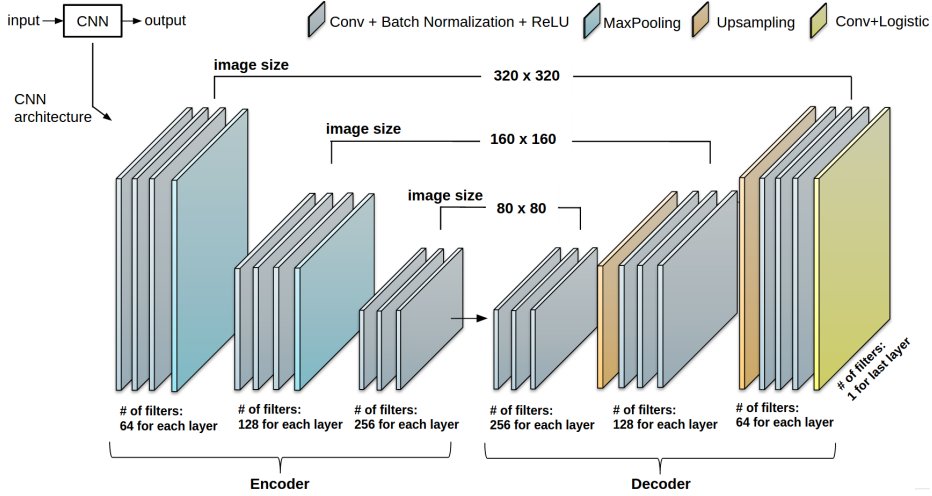 input
CNN
output
Conv + Batch Normalization + ReLU
MaxPooling
Upsampling
Conv+Logistic
image size
320 x 320
CNN
architecture
image size
160 x 160
image size
80 x 80
# of filters:
64 for each layer
# of filters:
128 for each layer
# of filters:
256 for each layer
# of filters:
256 for each layer
# of filters:
128 for each layer
# of filters:
64 for each layer
# of filters:
1 for last layer
Encoder
Decoder